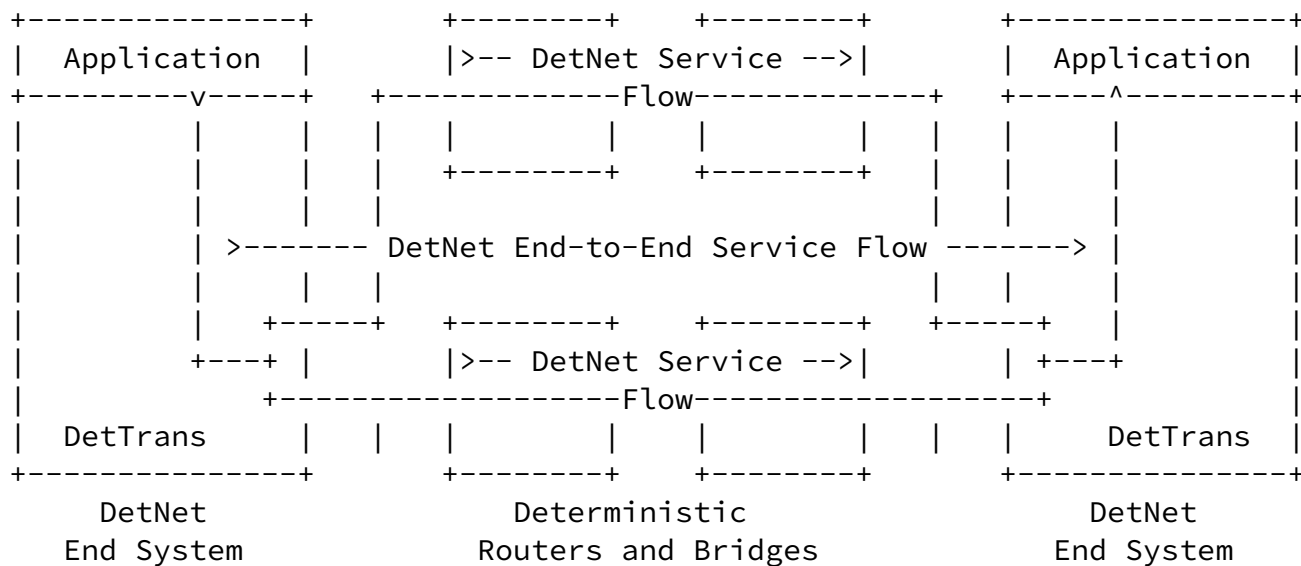 Application >-- DetNet Service --> Application
Flow
>------- DetNet End-to-End Service Flow ------->
>-- DetNet Service -->
Flow
DetTrans DetTrans
DetNet Deterministic DetNet
End System Routers and Bridges End System